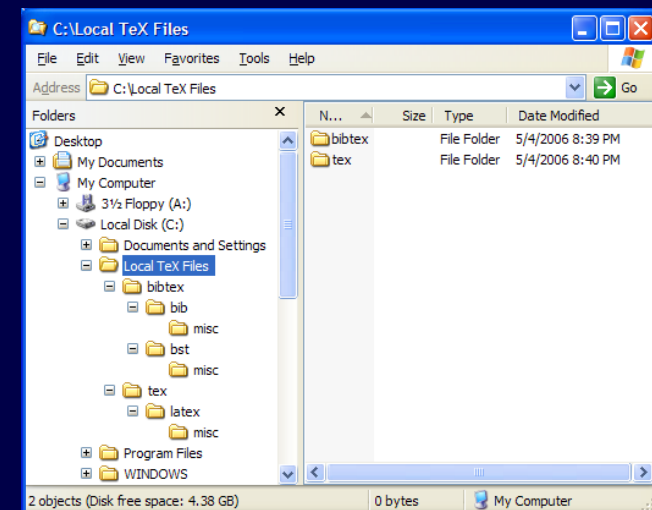 C:\Local TeX Files
File Edit View Favorites Tools Help
Address C:\Local TeX Files Go
Folders
Desktop
My Documents
My Computer
3½ Floppy (A:)
Local Disk (C:)
Documents and Settings
Local TeX Files
bibtex
bib
misc
bst
misc
tex
latex
misc
Program Files
WINDOWS
N... Size Type Date Modified
bibtex File Folder 5/4/2006 8:39 PM
tex File Folder 5/4/2006 8:40 PM
2 objects (Disk free space: 4.38 GB) 0 bytes My Computer